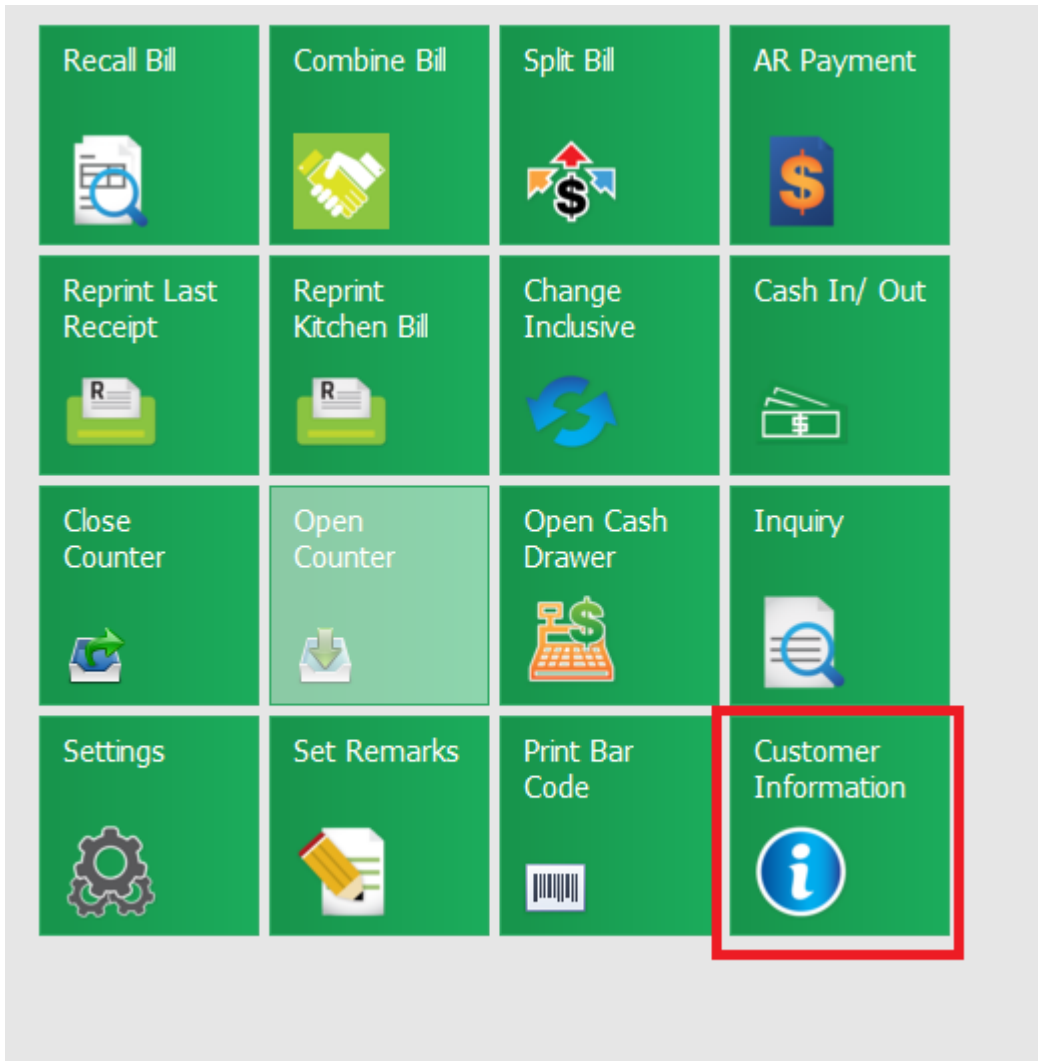 Recall Bill
Combine Bill
Split Bill
AR Payment
$
$
Reprint Last
Receipt
Reprint
Kitchen Bill
Change
Inclusive
Cash In/ Out
R
R
$
Close
Counter
Open
Counter
Open Cash
Drawer
Inquiry
$
Settings
Set Remarks
Print Bar
Code
Customer
Information
i